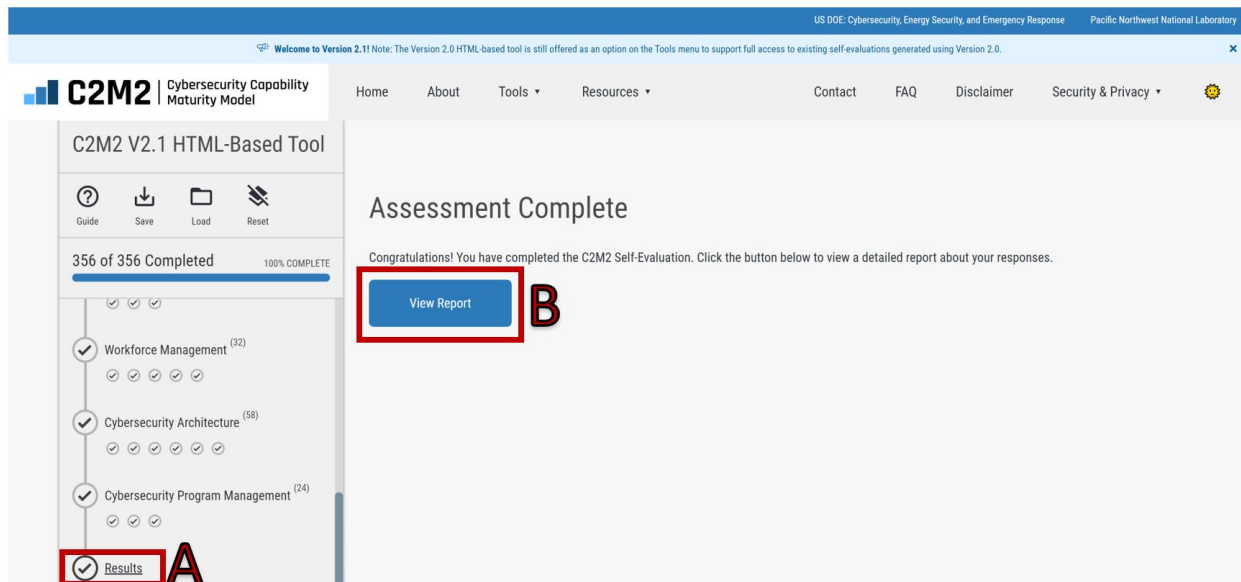 US DOE: Cybersecurity, Energy Security, and Emergency Response Pacific Northwest National Laboratory
Welcome to Version 2.1! Note: The Version 2.0 HTML-based tool is still offered as an option on the Tools menu to support full access to existing self-evaluations generated using Version 2.0. ×
C2M2 | Cybersecurity Capability
Maturity Model
Home About Tools ▾ Resources ▾ Contact FAQ Disclaimer Security & Privacy ▾
C2M2 V2.1 HTML-Based Tool
Guide Save Load Reset
356 of 356 Completed 100% COMPLETE
Workforce Management (32)
Cybersecurity Architecture (58)
Cybersecurity Program Management (24)
Results
A
Assessment Complete
Congratulations! You have completed the C2M2 Self-Evaluation. Click the button below to view a detailed report about your responses.
View Report
B